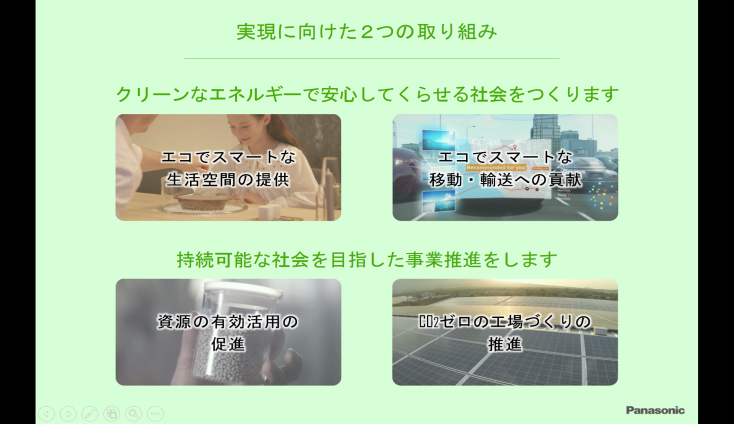 実現に向けた２つの取り組み
クリーンなエネルギーで安心してくらせる社会をつくります
エコでスマートな
生活空間の提供
エコでスマートな
移動・輸送への貢献
持続可能な社会を目指した事業推進をします
資源の有効活用の
促進
CO2ゼロの工場づくりの
推進
Panasonic